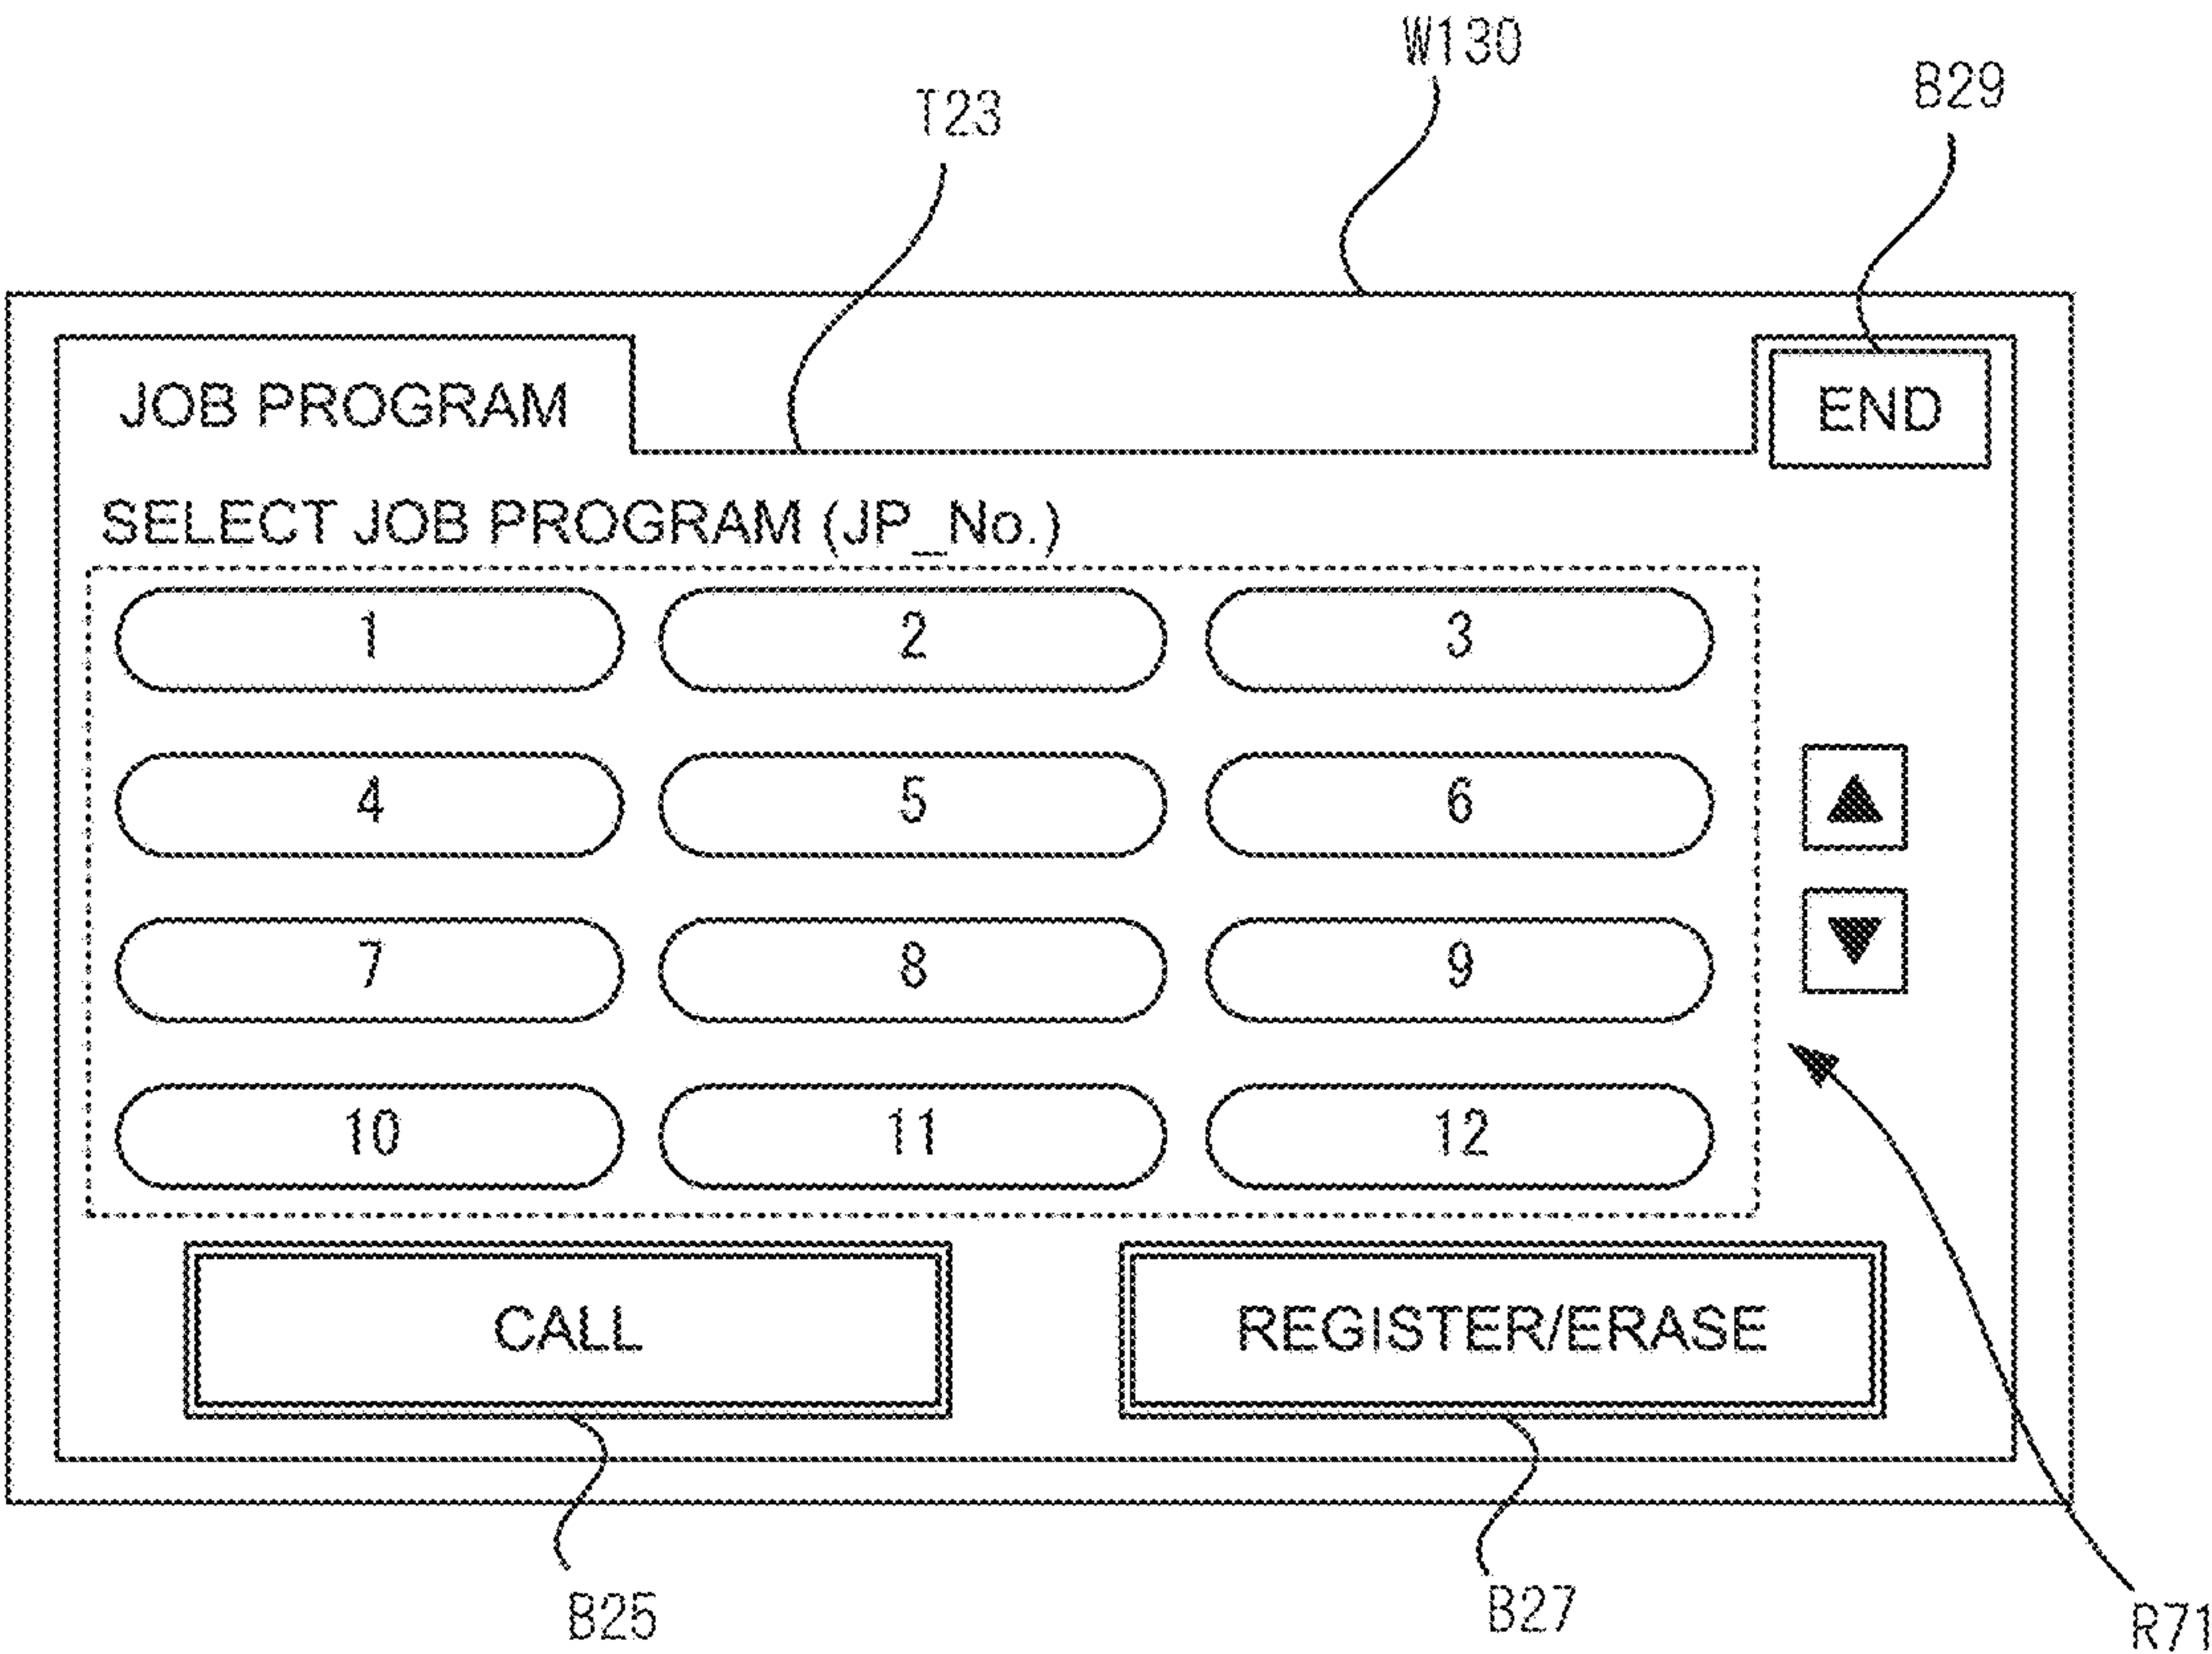 W130
B29
T23
JOB PROGRAM
END
SELECT JOB PROGRAM (JP_No.)
1 2 3
4 5 6
7 8 9
10 11 12
CALL
REGISTER/ERASE
B25
B27
R71